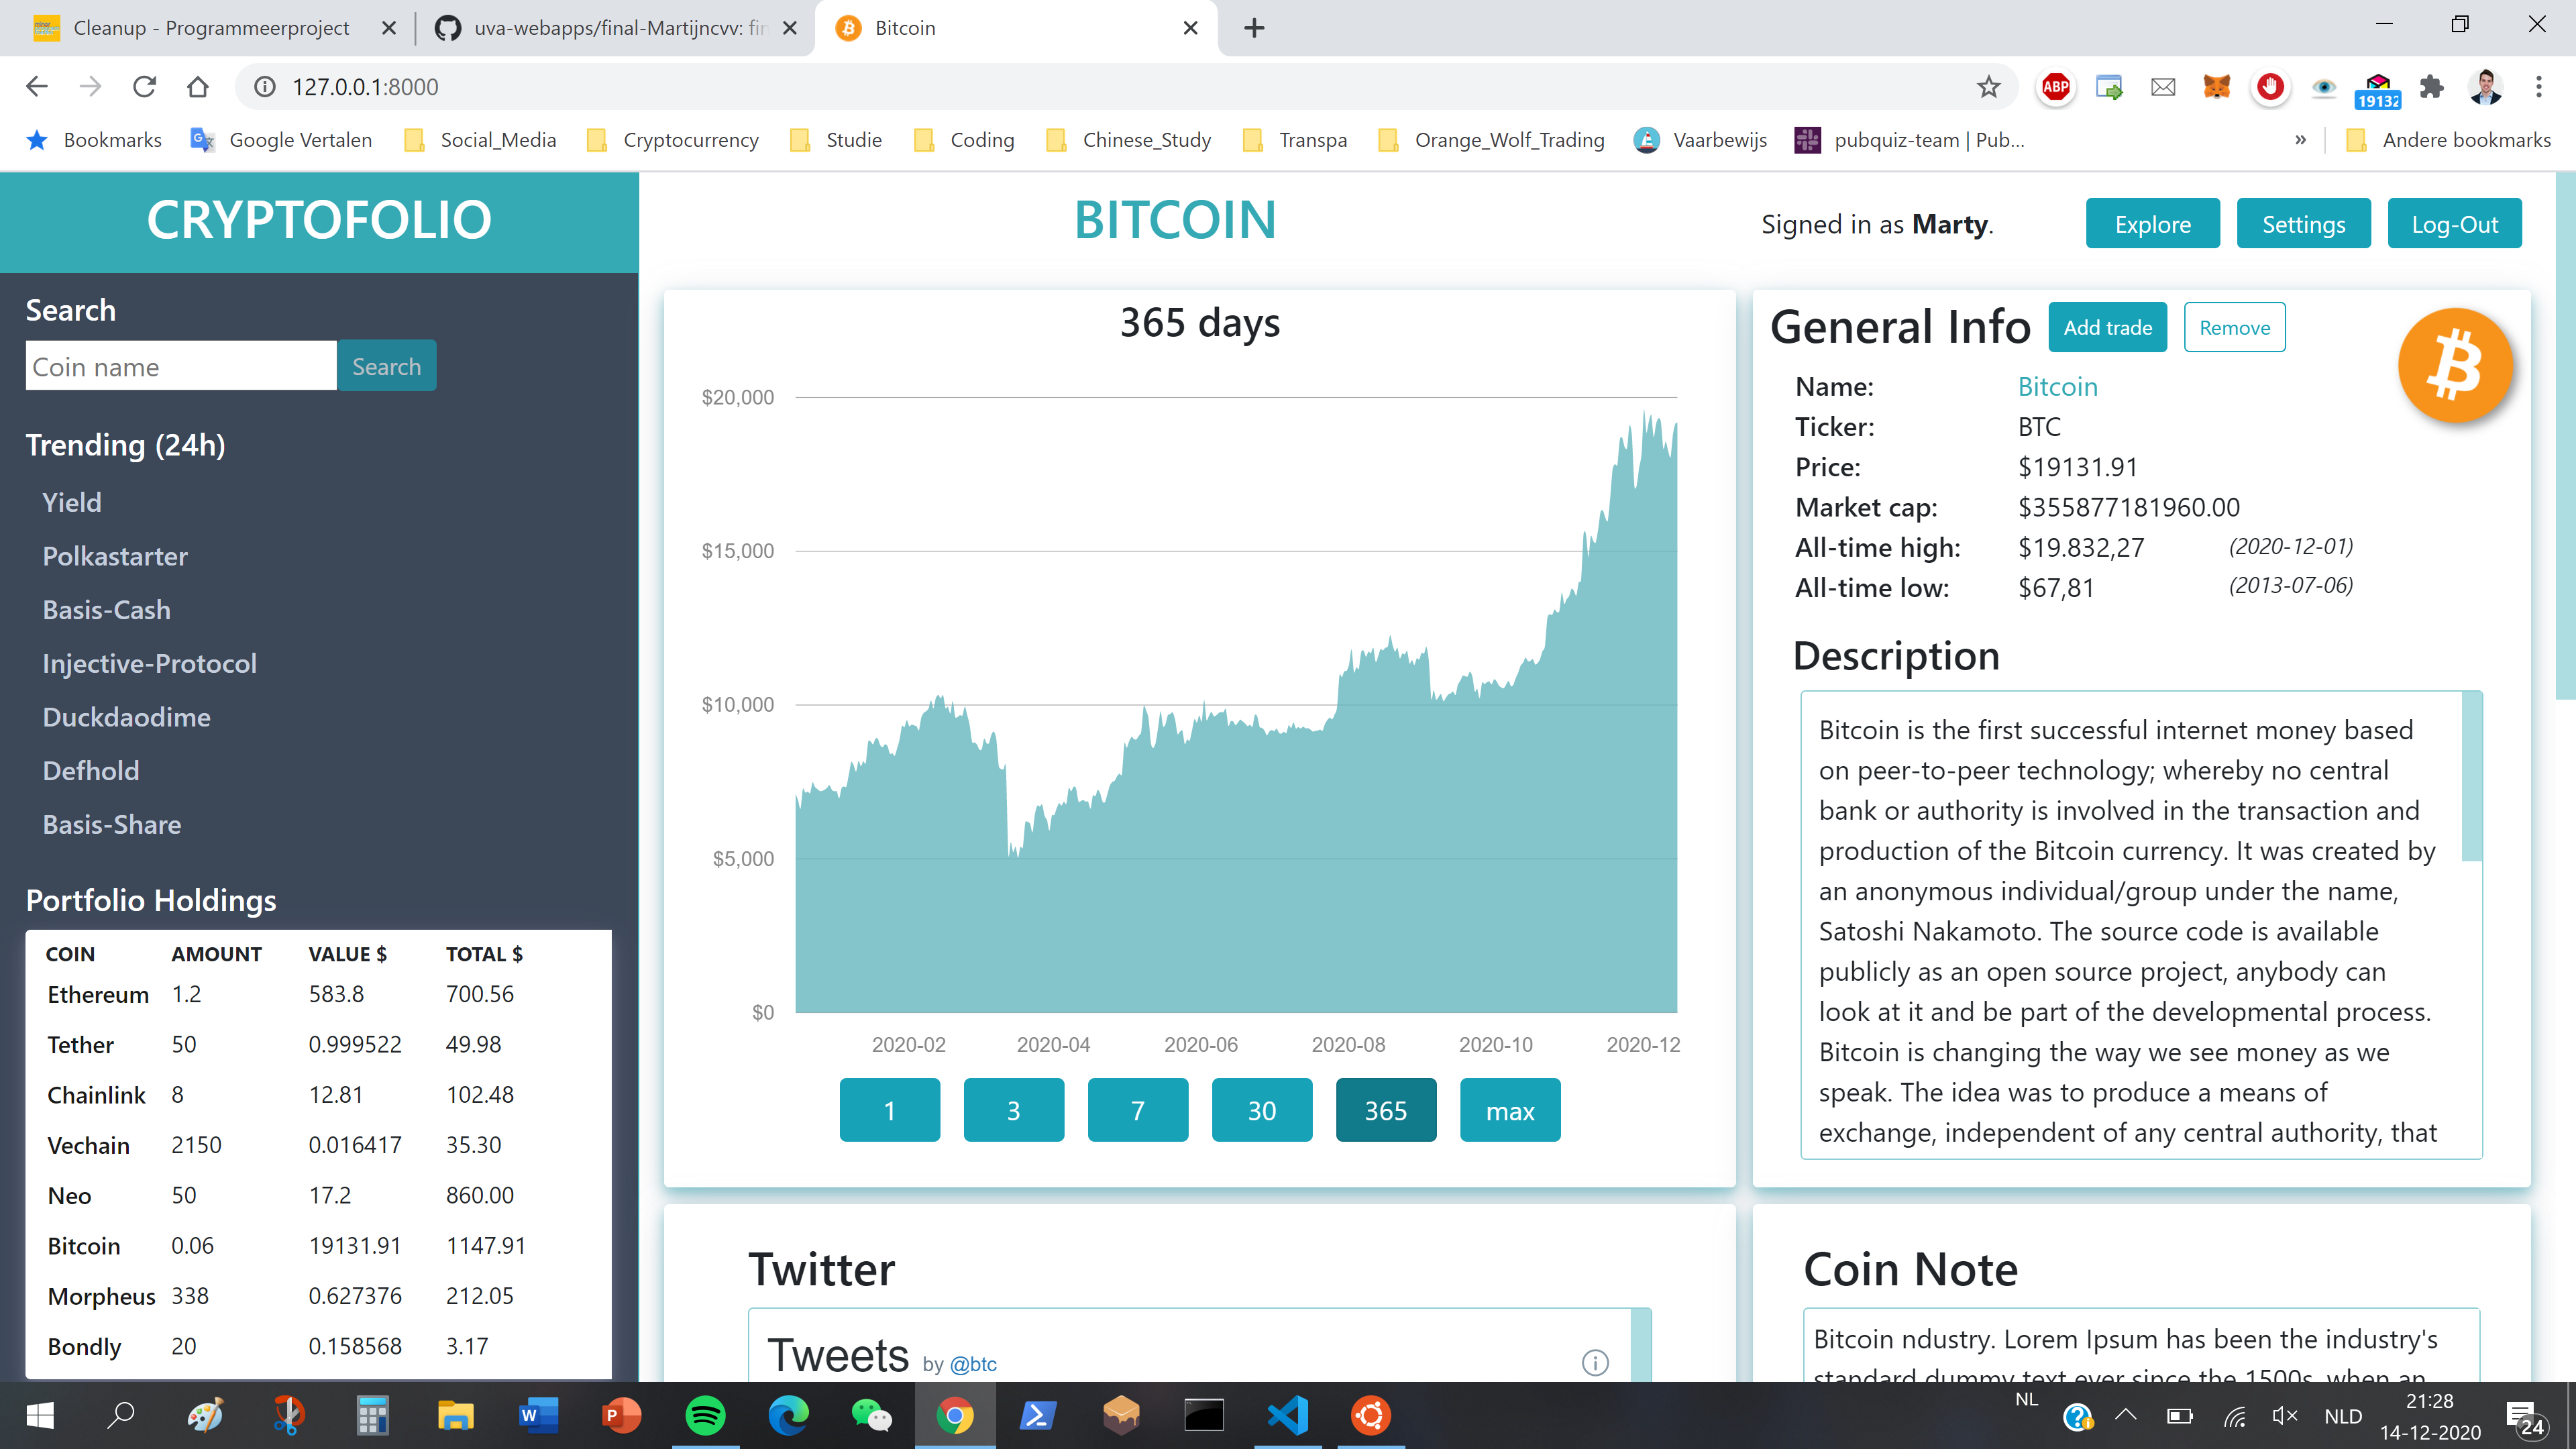 Cleanup - Programmeerproject
uva-webapps/final-Martijncvv: fin
Bitcoin
127.0.0.1:8000
ABP
19132
Bookmarks
Google Vertalen
Social_Media
Cryptocurrency
Studie
Coding
Chinese_Study
Transpa
Orange_Wolf_Trading
Vaarbewijs
pubquiz-team | Pub...
»
Andere bookmarks
CRYPTOFOLIO
BITCOIN
Signed in as Marty.
Explore
Settings
Log-Out
Search
Coin name
Search
Trending (24h)
Yield
Polkastarter
Basis-Cash
Injective-Protocol
Duckdaodime
Defhold
Basis-Share
Portfolio Holdings
COIN AMOUNT VALUE $ TOTAL $
Ethereum 1.2 583.8 700.56
Tether 50 0.999522 49.98
Chainlink 8 12.81 102.48
Vechain 2150 0.016417 35.30
Neo 50 17.2 860.00
Bitcoin 0.06 19131.91 1147.91
Morpheus 338 0.627376 212.05
Bondly 20 0.158568 3.17
365 days
$20,000
$15,000
$10,000
$5,000
$0
2020-02 2020-04 2020-06 2020-08 2020-10 2020-12
1 3 7 30 365 max
General Info
Add trade
Remove
Name: Bitcoin
Ticker: BTC
Price: $19131.91
Market cap: $355877181960.00
All-time high: $19.832,27 (2020-12-01)
All-time low: $67,81 (2013-07-06)
Description
Bitcoin is the first successful internet money based
on peer-to-peer technology; whereby no central
bank or authority is involved in the transaction and
production of the Bitcoin currency. It was created by
an anonymous individual/group under the name,
Satoshi Nakamoto. The source code is available
publicly as an open source project, anybody can
look at it and be part of the developmental process.
Bitcoin is changing the way we see money as we
speak. The idea was to produce a means of
exchange, independent of any central authority, that
Twitter
Tweets by @btc
Coin Note
Bitcoin ndustry. Lorem Ipsum has been the industry's
standard dummy text ever since the 1500s, when an
NL
NLD
21:28
14-12-2020
24